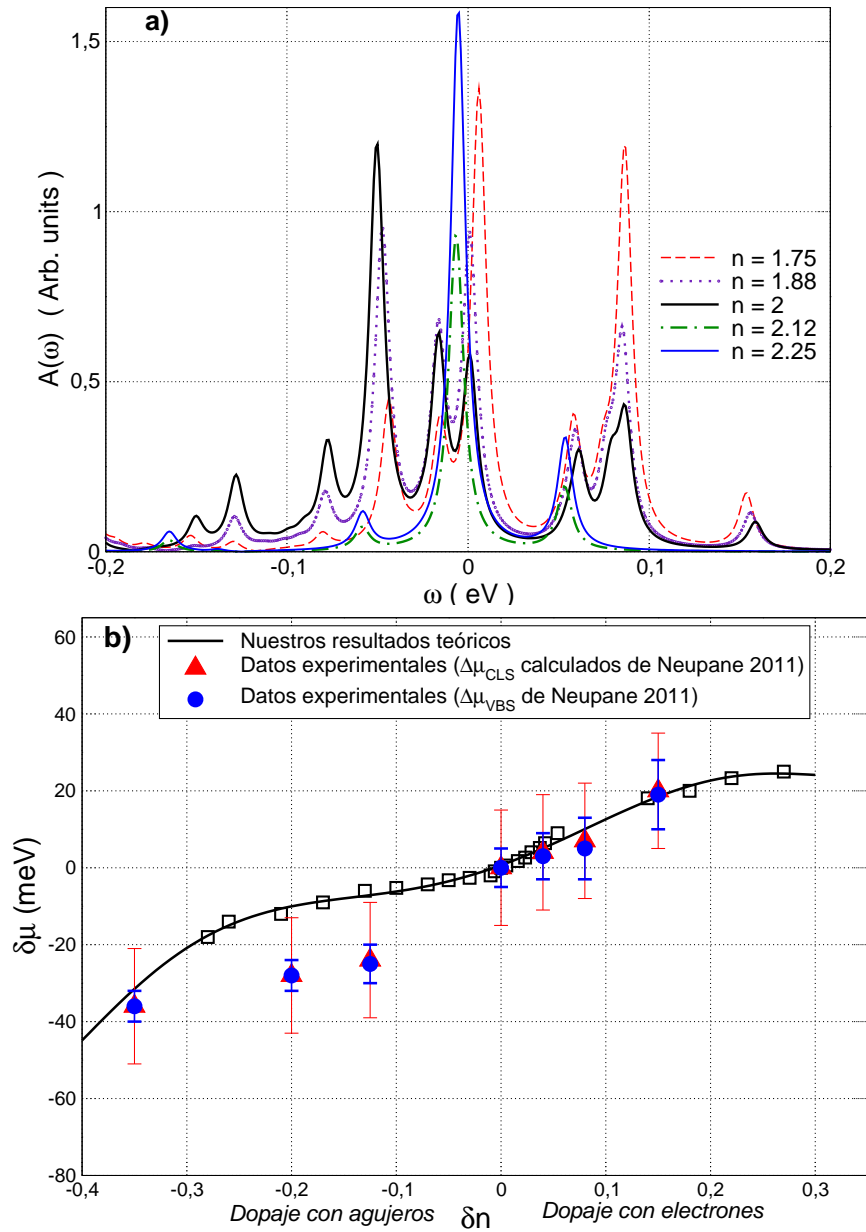 a)
1,5
1
0,5
0
A(ω) ( Arb. units )
n = 1.75
n = 1.88
n = 2
n = 2.12
n = 2.25
-0,2
-0,1
0
0,1
0,2
ω ( eV )
b)
Nuestros resultados teóricos
Datos experimentales (ΔμCLS calculados de Neupane 2011)
Datos experimentales (ΔμVBS de Neupane 2011)
60
40
20
0
-20
-40
-60
-80
δμ (meV)
-0,4
-0,3
-0,2
-0,1
0
0,1
0,2
0,3
Dopaje con agujeros
δn
Dopaje con electrones